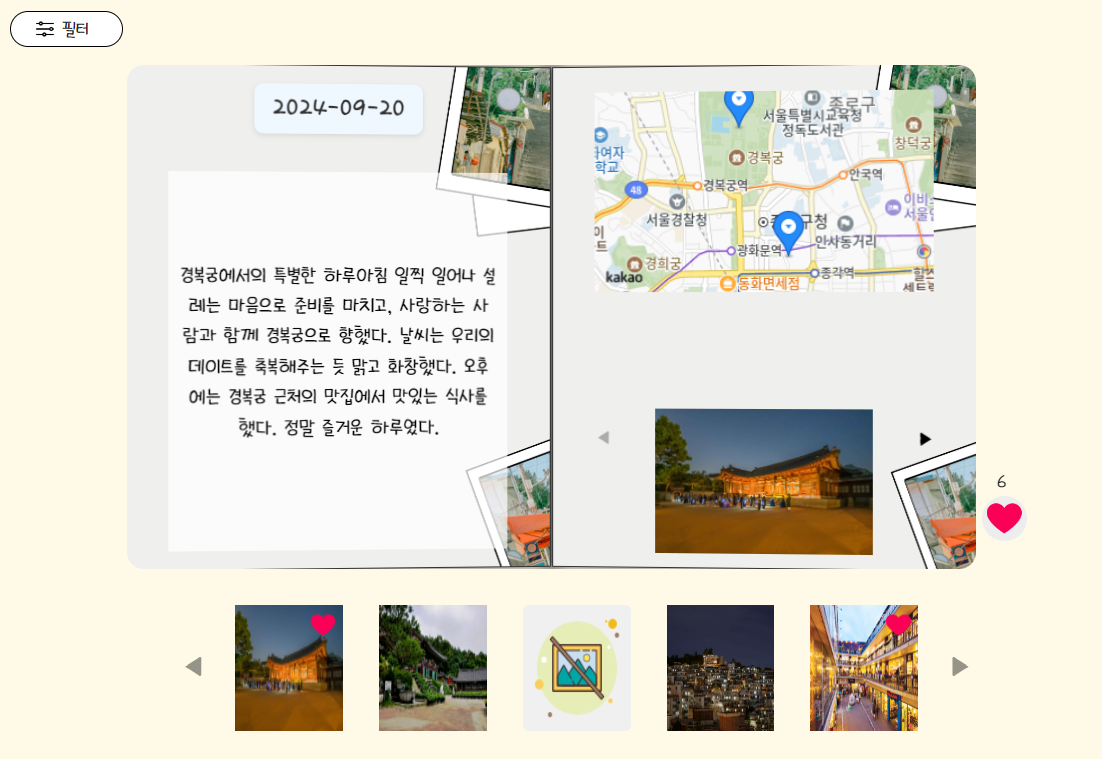 필터
2024-09-20
경복궁에서의 특별한 하루아침 일찍 일어나 설
레는 마음으로 준비를 마치고, 사랑하는 사
람과 함께 경복궁으로 향했다. 날씨는 우리의
데이트를 축복해주는 듯 맑고 화창했다. 오후
에는 경복궁 근처의 맛집에서 맛있는 식사를
했다. 정말 즐거운 하루였다.
종로구
서울특별시교육청
정독도서관
창덕궁
경복궁
학교
안국역
48
경복궁역
서울경찰청
광화문역
인사동거리
경희궁
kakao
종각역
동화면세점
6